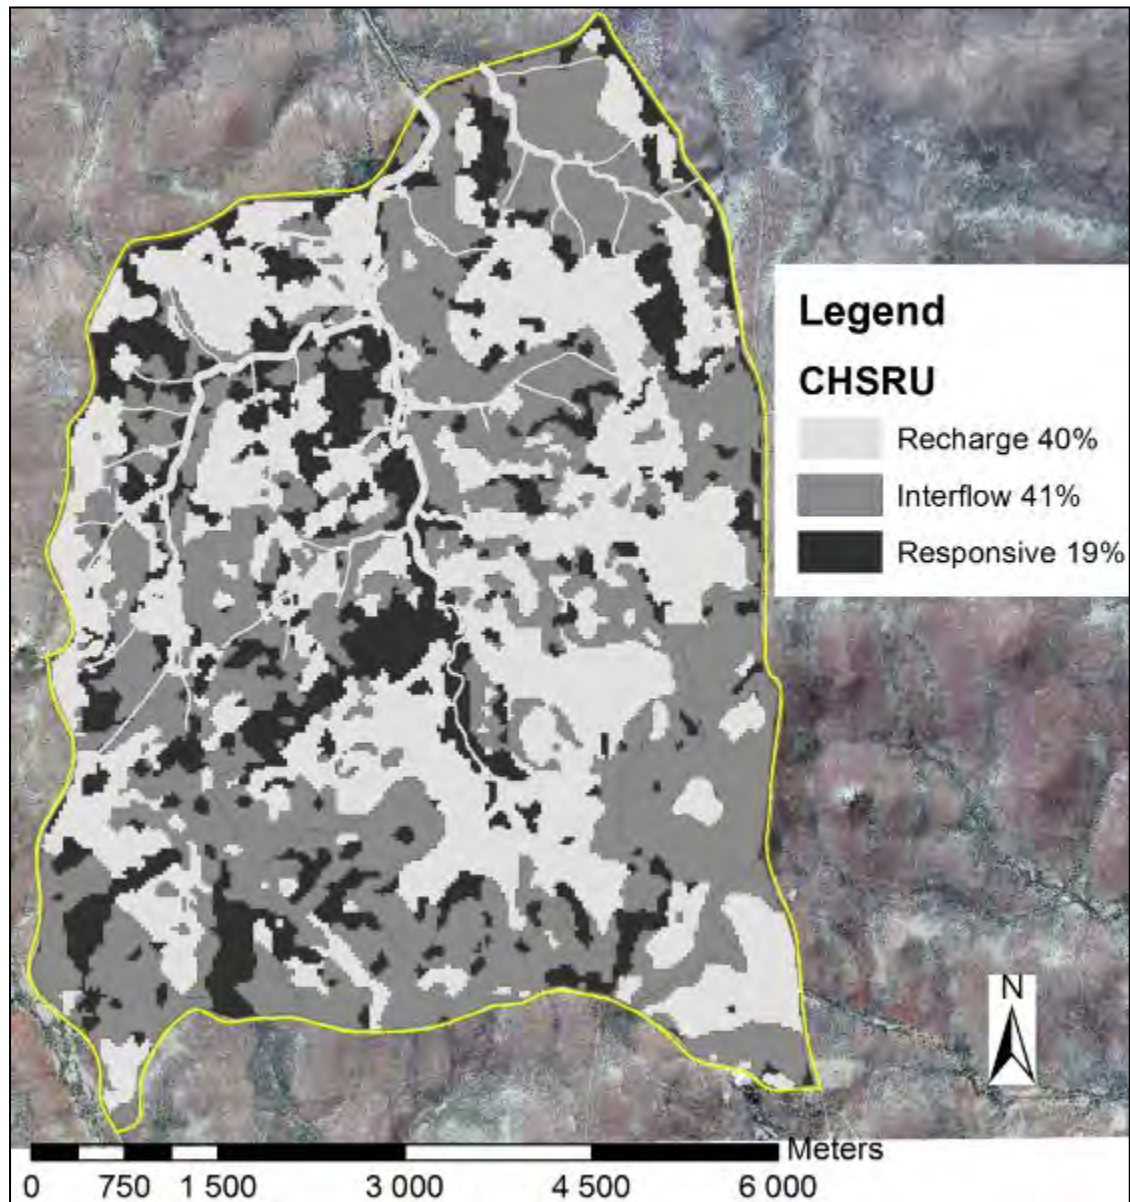 Legend
CHSRU
Recharge 40%
Interflow 41%
Responsive 19%
N
Meters
0 750 1 500 3 000 4 500 6 000